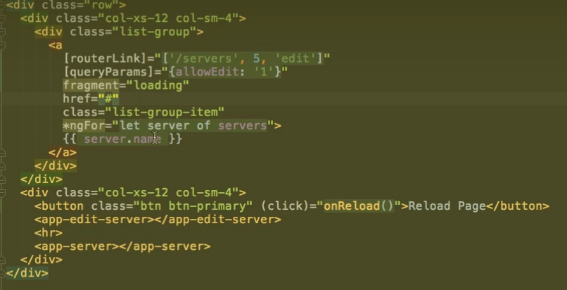 <div class="row">
<div class="col-xs-12 col-sm-4">
<div class="list-group">
<a
[routerLink]="['/servers', 5, 'edit']"
[queryParams]="{allowEdit: '1'}"
fragment="loading"
href="#"
class="list-group-item"
*ngFor="let server of servers">
{{ server.name }}
</a>
</div>
</div>
<div class="col-xs-12 col-sm-4">
<button class="btn btn-primary" (click)="onReload()">Reload Page</button>
<app-edit-server></app-edit-server>
<hr>
<app-server></app-server>
</div>
</div>